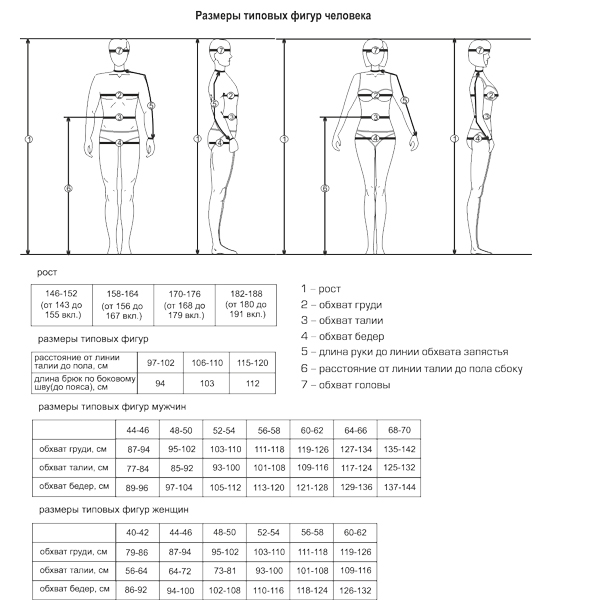 Размеры типовых фигур человека
7 7 7 7
2 2 2 2
5 5 5 5
3 3 3 3
1 1 1 1
4 4 4 4
6 6
рост
146-152 158-164 170-176 182-188
(от 143 до (от 156 до (от 168 до (от 180 до
155 вкл.) 167 вкл.) 179 вкл.) 191 вкл.)
1 – рост
2 – обхват груди
3 – обхват талии
4 – обхват бедер
5 – длина руки до линии обхвата запястья
6 – расстояние от линии талии до пола сбоку
7 – обхват головы
размеры типовых фигур
расстояние от линии
талии до пола, см 97-102 106-110 115-120
длина брюк по боковому
шву(до пояса), см 94 103 112
размеры типовых фигур мужчин
44-46 48-50 52-54 56-58 60-62 64-66 68-70
обхват груди, см 87-94 95-102 103-110 111-118 119-126 127-134 135-142
обхват талии, см 77-84 85-92 93-100 101-108 109-116 117-124 125-132
обхват бедер, см 89-96 97-104 105-112 113-120 121-128 129-136 137-144
размеры типовых фигур женщин
40-42 44-46 48-50 52-54 56-58 60-62
обхват груди, см 79-86 87-94 95-102 103-110 111-118 119-126
обхват талии, см 56-64 64-72 73-81 93-100 101-108 109-116
обхват бедер, см 86-92 94-100 102-108 110-116 118-124 126-132